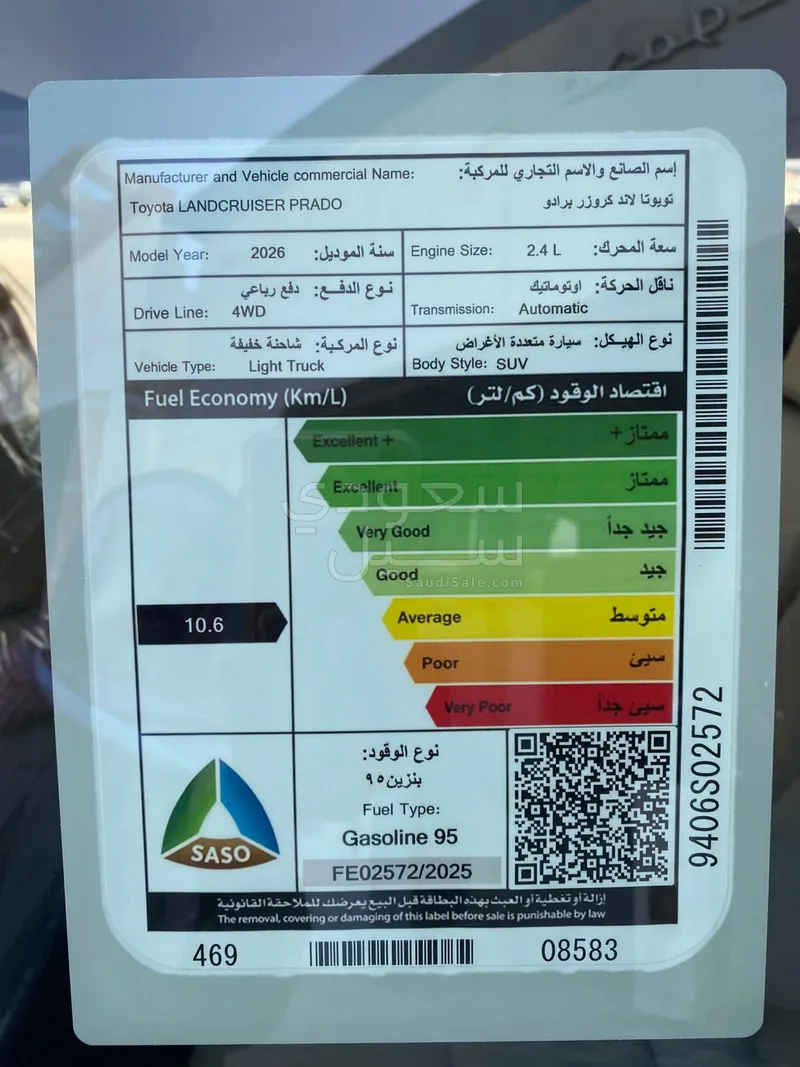 Manufacturer and Vehicle commercial Name: إسم الصانع والاسم التجاري للمركبة:
Toyota LANDCRUISER PRADO تويوتا لاند كروزر برادو
Model Year: 2026 سنة الموديل:
Engine Size: 2.4 L سعة المحرك:
نوع الدفع: دفع رباعي
Drive Line: 4WD
ناقل الحركة: اوتوماتيك
Transmission: Automatic
نوع المركبة: شاحنة خفيفة
Vehicle Type: Light Truck
نوع الهيكل: سيارة متعددة الأغراض
Body Style: SUV
Fuel Economy (Km/L) اقتصاد الوقود (كم/لتر)
Excellent + ممتاز +
Excellent ممتاز
Very Good جيد جداً
Good جيد
Average متوسط
Poor سيئ
Very Poor سيئ جداً
10.6
سعودي سيل
SaudiSale.com
SASO
نوع الوقود:
بنزين ٩٥
Fuel Type:
Gasoline 95
FE02572/2025
إزالة أو تغطية أو العبث بهذه البطاقة قبل البيع يعرضك للملاحقة القانونية
The removal, covering or damaging of this label before sale is punishable by law
469 08583
9406S02572